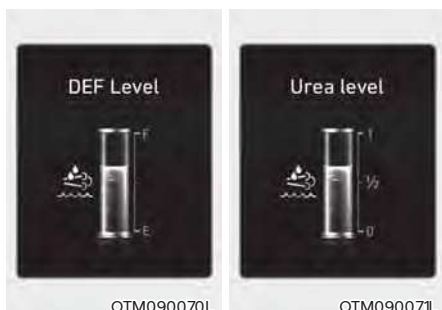 DEF Level
F
E
OTM090070L
Urea level
1
½
0
OTM090071L